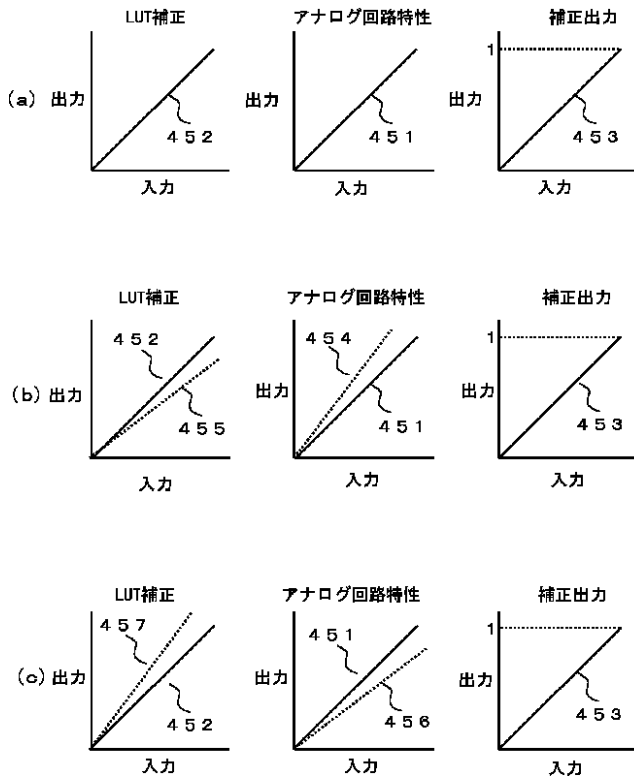 LUT補正
アナログ回路特性
補正出力
(a)
出力
452
入力
出力
451
入力
1
出力
453
入力
LUT補正
アナログ回路特性
補正出力
(b)
出力
452
455
入力
出力
454
451
入力
1
出力
453
入力
LUT補正
アナログ回路特性
補正出力
(c)
出力
457
452
入力
出力
451
456
入力
1
出力
453
入力